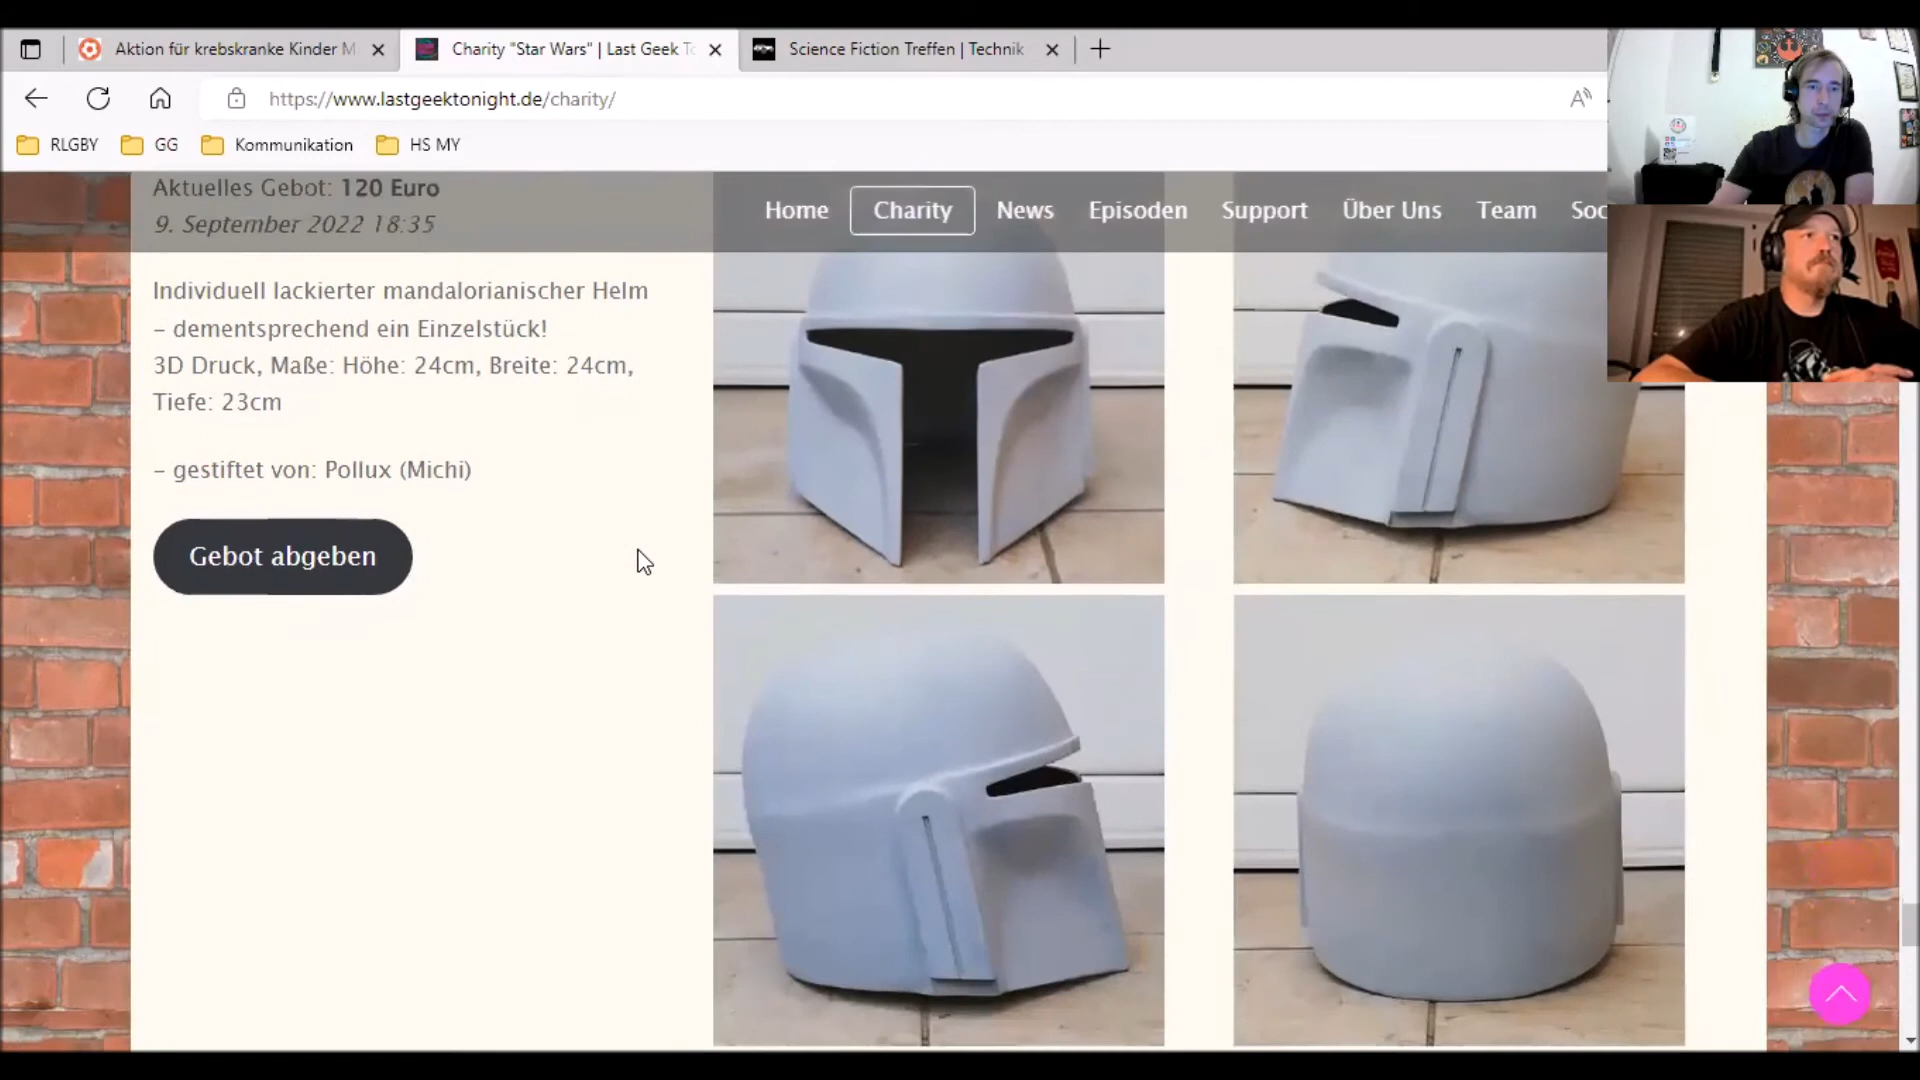 Aktion für krebskranke Kinder M
Charity "Star Wars" | Last Geek To
Science Fiction Treffen | Technik
https://www.lastgeektonight.de/charity/
RLGBY
GG
Kommunikation
HS MY
Home
Charity
News
Episoden
Support
Über Uns
Team
Soc
Aktuelles Gebot: 120 Euro
9. September 2022 18:35
Individuell lackierter mandalorianischer Helm
– dementsprechend ein Einzelstück!
3D Druck, Maße: Höhe: 24cm, Breite: 24cm,
Tiefe: 23cm
– gestiftet von: Pollux (Michi)
Gebot abgeben